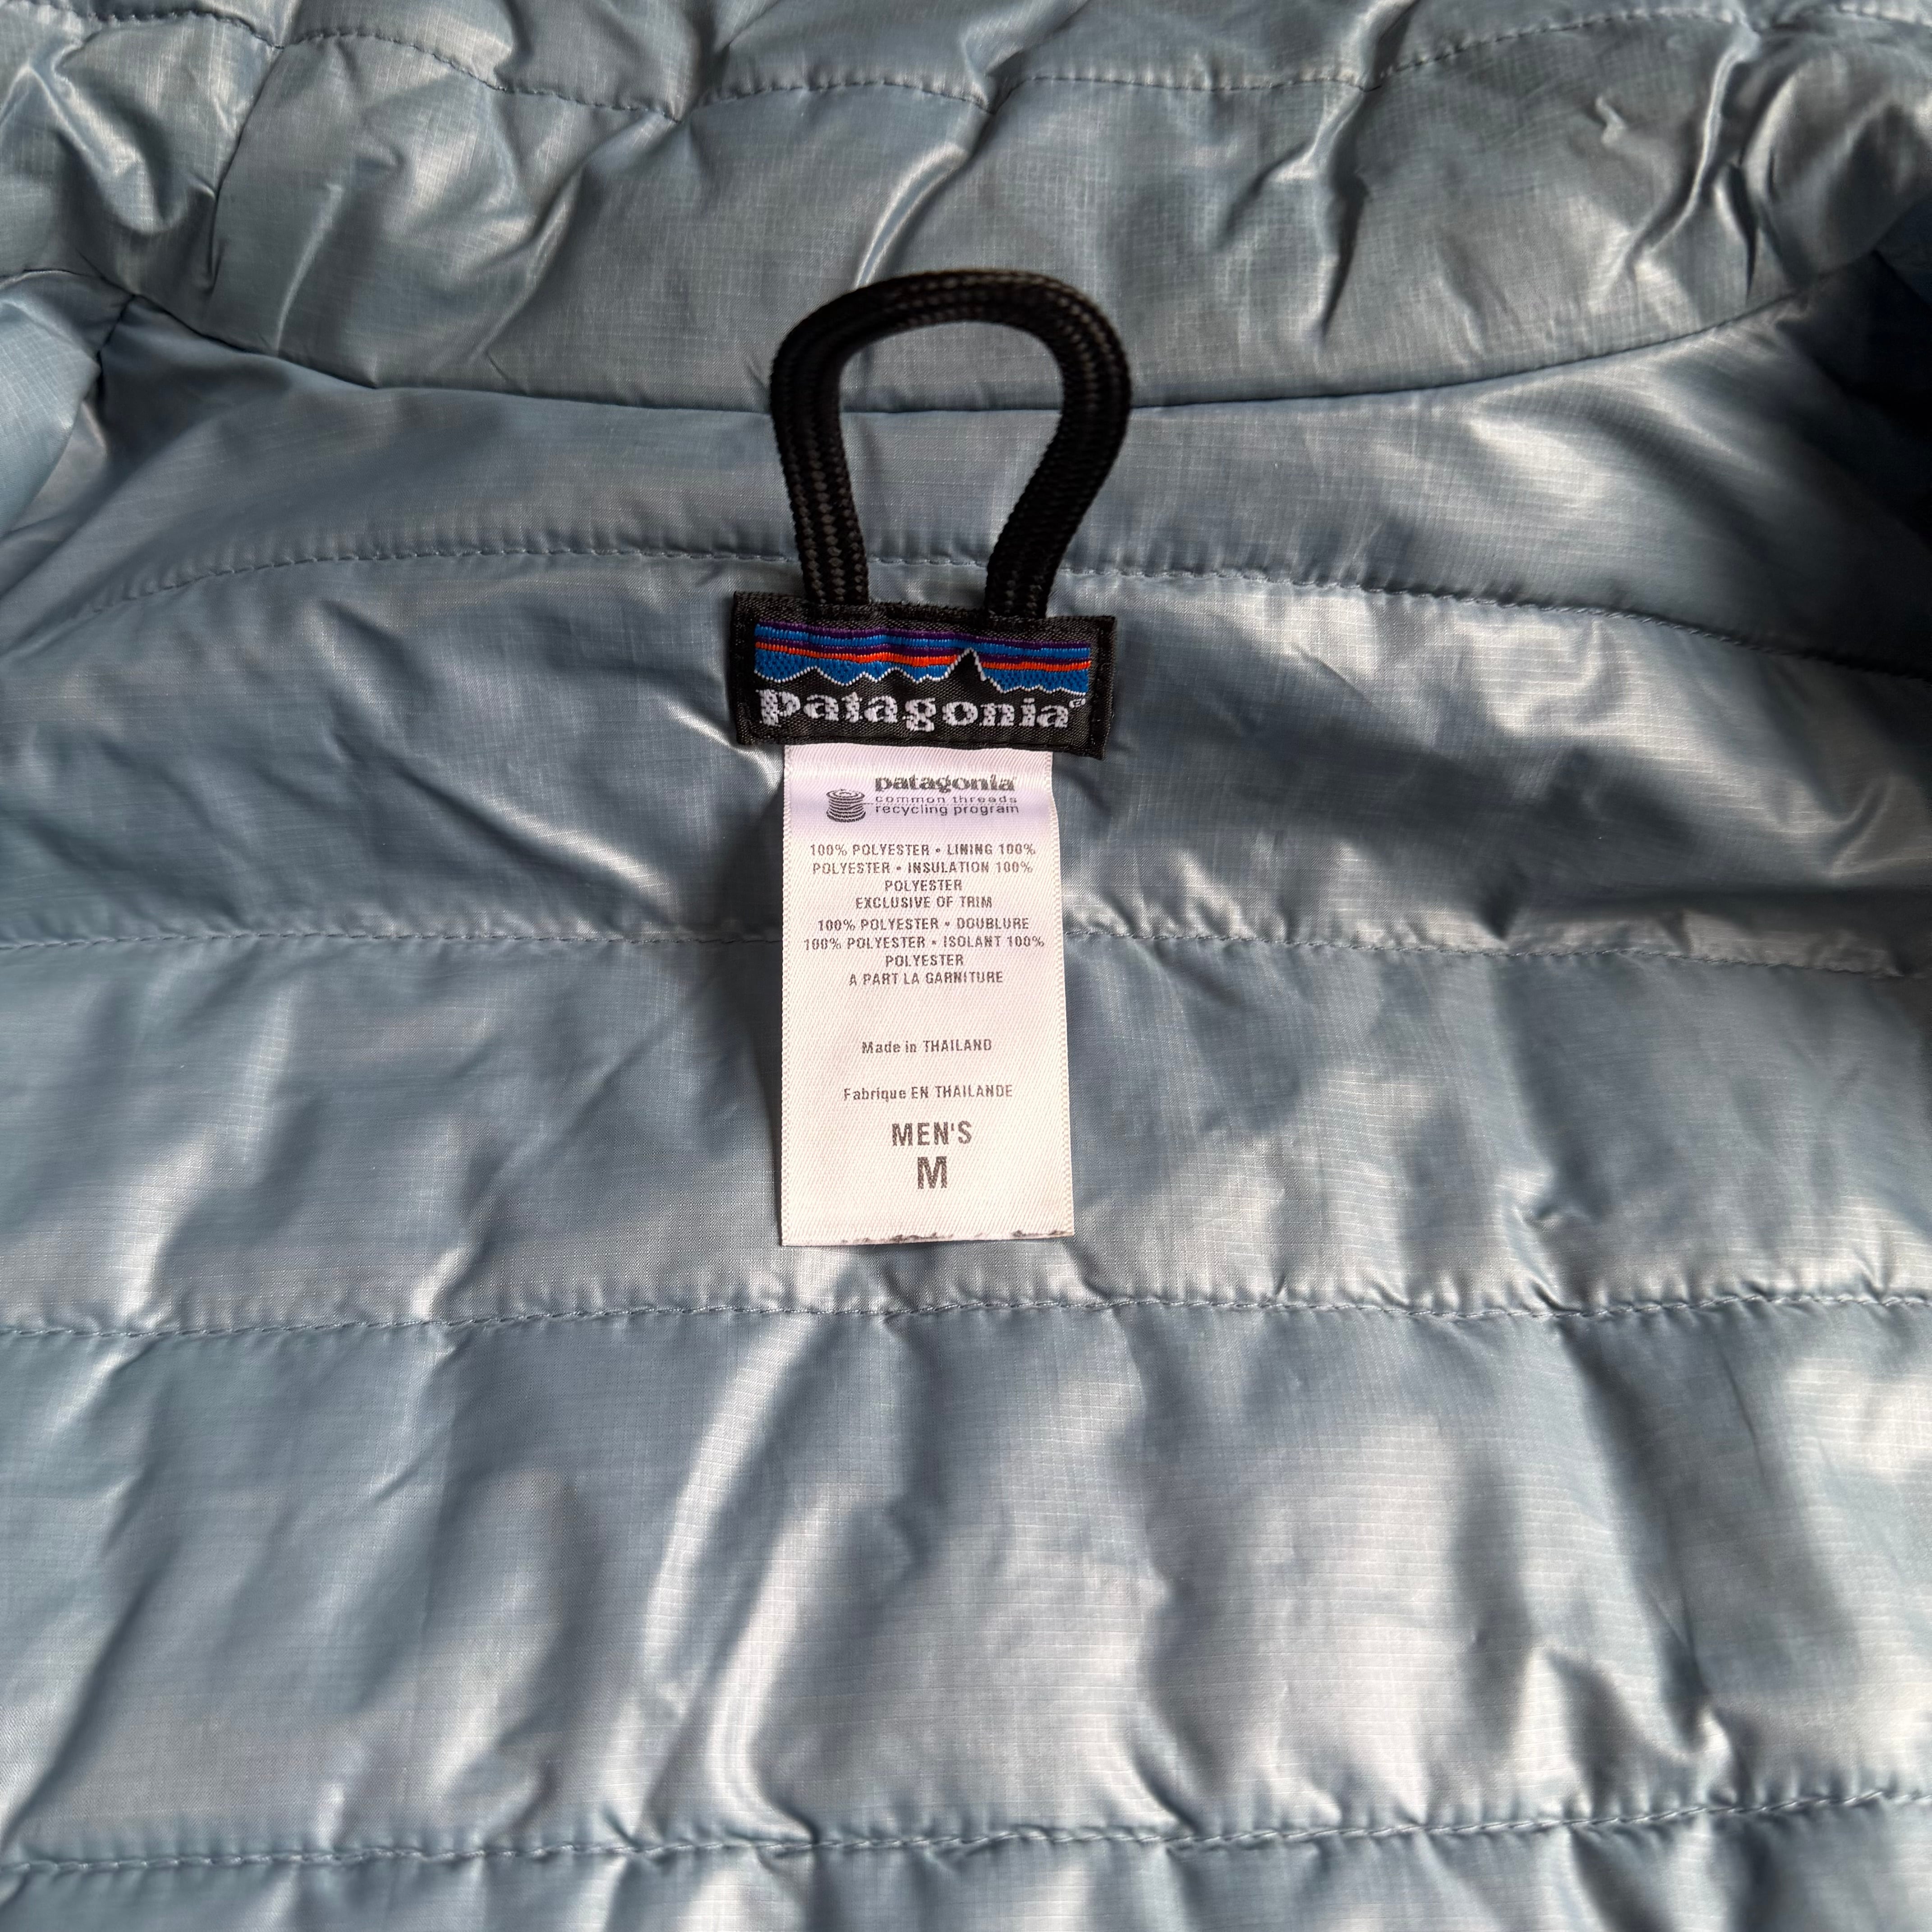 patagonia®
patagonia
common threads
recycling program
100% POLYESTER • LINING 100%
POLYESTER • INSULATION 100%
POLYESTER
EXCLUSIVE OF TRIM
100% POLYESTER • DOUBLURE
100% POLYESTER • ISOLANT 100%
POLYESTER
A PART LA GARNITURE
Made in THAILAND
Fabrique EN THAILANDE
MEN'S
M